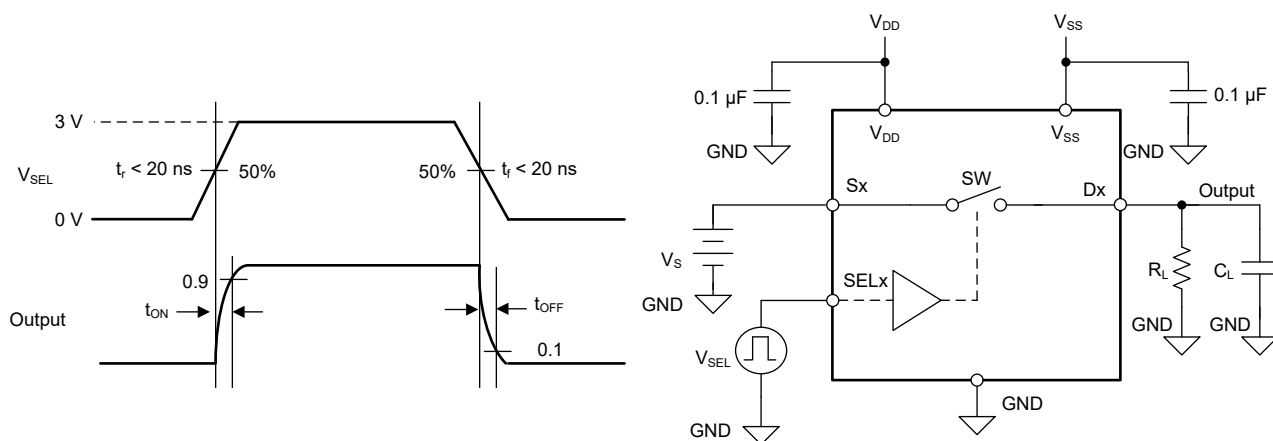 3 V
V_SEL
t_r < 20 ns
50%
50%
t_f < 20 ns
0 V
Output
0.9
t_ON
t_OFF
0.1
V_DD
V_SS
0.1 µF
0.1 µF
V_DD
V_SS
GND
GND
Sx
SW
Dx
Output
V_S
SELx
R_L
C_L
GND
GND
GND
V_SEL
GND
GND